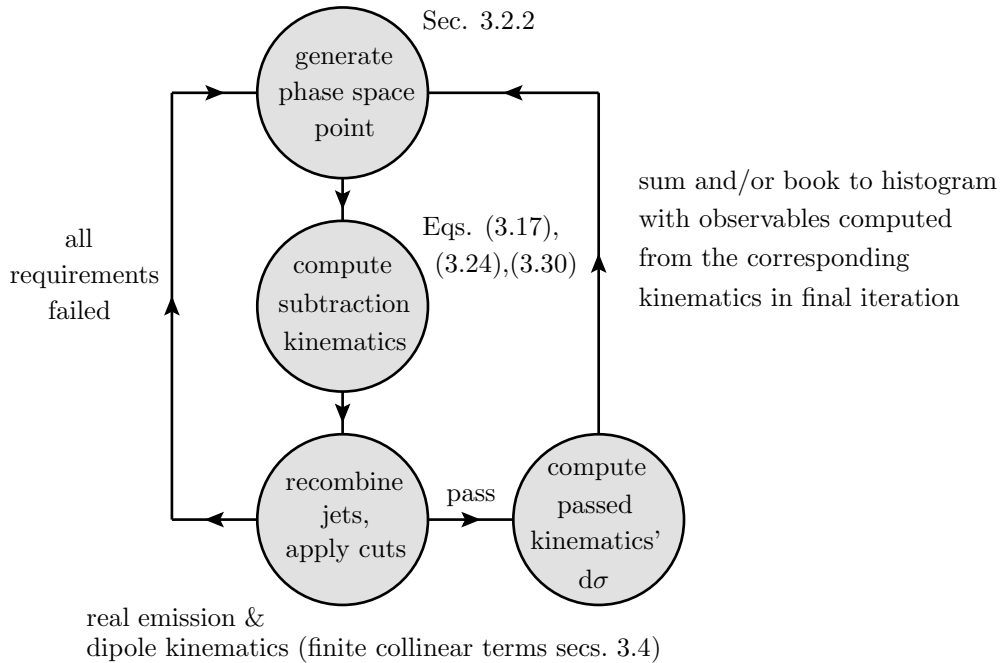 Sec. 3.2.2
generate
phase space
point
sum and/or book to histogram
with observables computed
from the corresponding
kinematics in final iteration
Eqs. (3.17),
(3.24),(3.30)
all
requirements
failed
compute
subtraction
kinematics
recombine
jets,
apply cuts
pass
compute
passed
kinematics'
dσ
real emission &
dipole kinematics (finite collinear terms secs. 3.4)